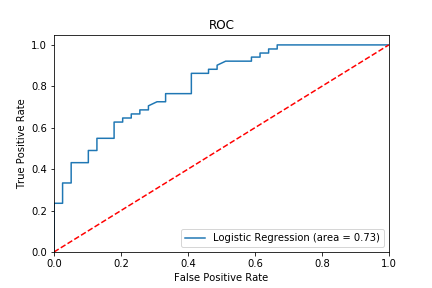 ROC
True Positive Rate
1.0
0.8
0.6
0.4
0.2
0.0
Logistic Regression (area = 0.73)
0.0 0.2 0.4 0.6 0.8 1.0
False Positive Rate